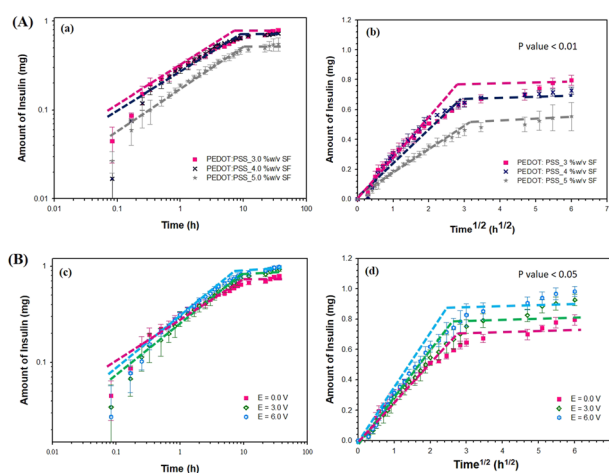 (A)
(a)
Amount of Insulin (mg)
1
0.1
0.01
0.01
0.1
1
10
100
Time (h)
PEDOT:PSS_3.0 %w/v SF
PEDOT:PSS_4.0 %w/v SF
PEDOT:PSS_5.0 %w/v SF
(b)
P value < 0.01
Amount of Insulin (mg)
1.2
1.0
0.8
0.6
0.4
0.2
0.0
0
1
2
3
4
5
6
7
Time1/2 (h1/2)
PEDOT: PSS_3 %w/v SF
PEDOT: PSS_4 %w/v SF
PEDOT: PSS_5 %w/v SF
(B)
(c)
Amount of Insulin (mg)
1
0.1
0.01
0.1
1
10
100
Time (h)
E = 0.0 V
E = 3.0 V
E = 6.0 V
(d)
P value < 0.05
Amount of Insulin (mg)
1.2
1.0
0.8
0.6
0.4
0.2
0.0
0
1
2
3
4
5
6
7
Time1/2 (h1/2)
E = 0.0 V
E = 3.0 V
E = 6.0 V